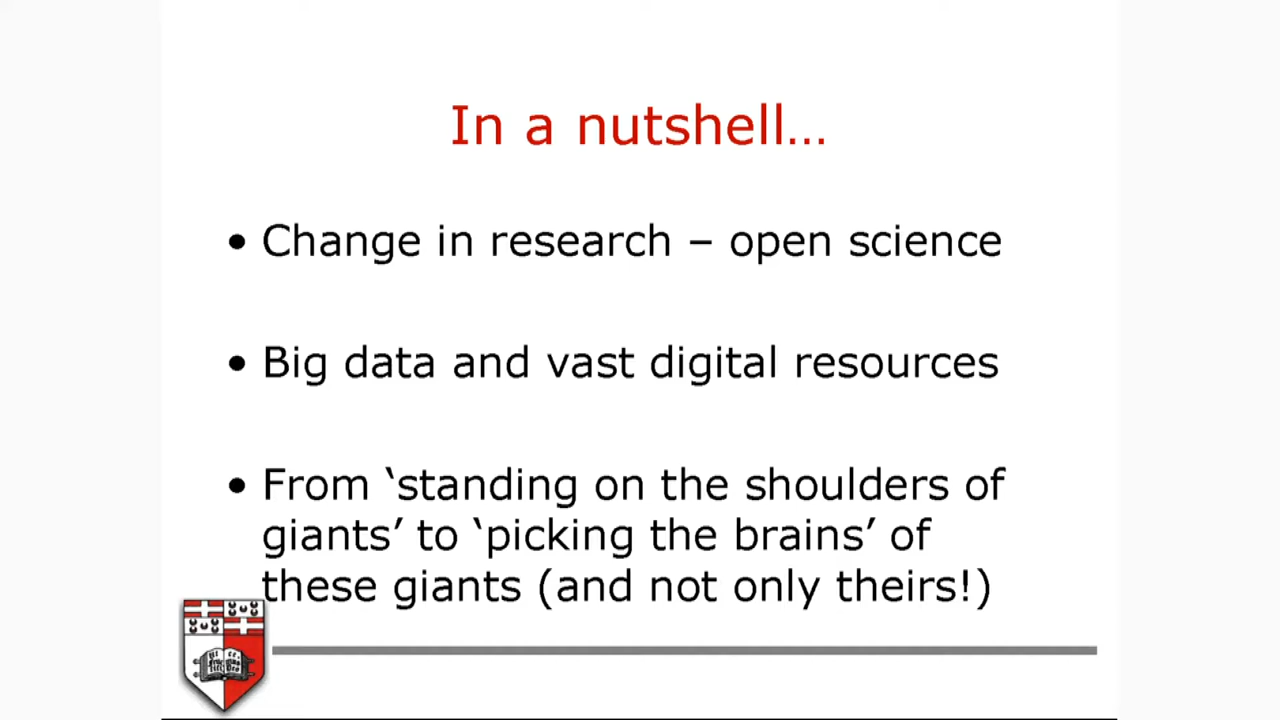 In a nutshell…
• Change in research – open science
• Big data and vast digital resources
• From ‘standing on the shoulders of
giants’ to ‘picking the brains’ of
these giants (and not only theirs!)